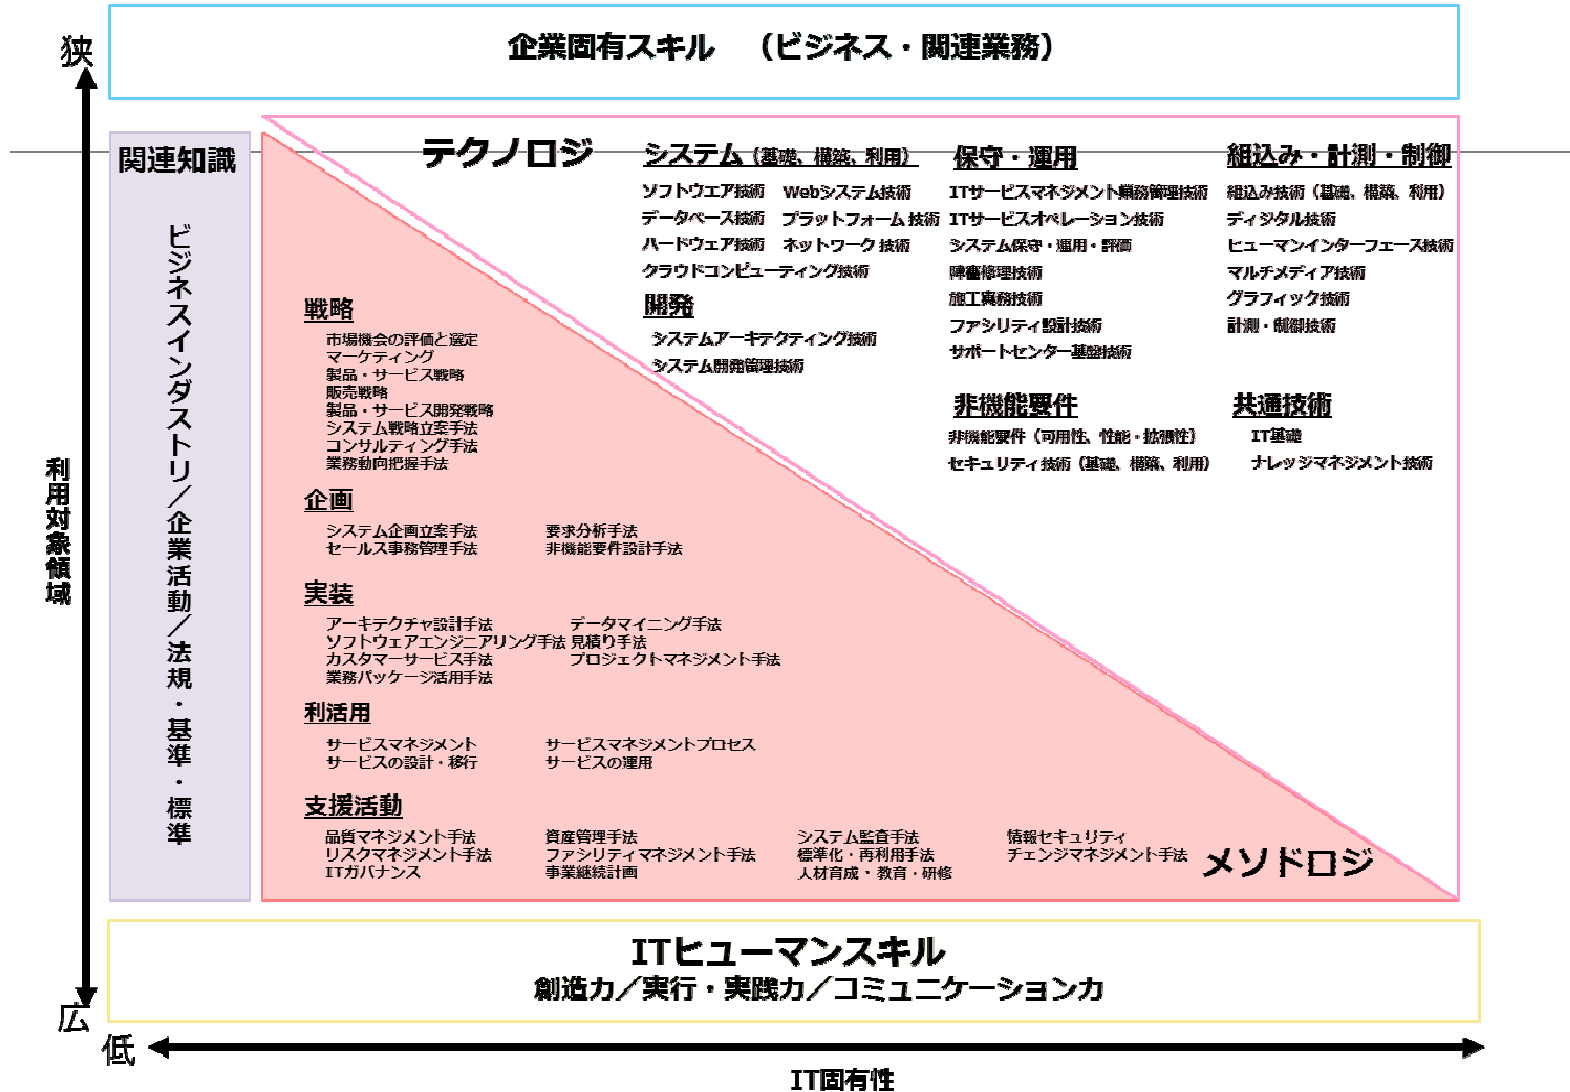 狭
企業固有スキル （ビジネス・関連業務）
関連知識
ビジネスインダストリ／企業活動／法規・基準・標準
利用対象領域
テクノロジ
システム（基礎、構築、利用）
ソフトウエア技術 Webシステム技術
データベース技術 プラットフォーム技術
ハードウェア技術 ネットワーク技術
クラウドコンピューティング技術
開発
システムアーキテクティング技術
システム開発管理技術
保守・運用
ITサービスマネジメント業務管理技術
ITサービスオペレーション技術
システム保守・運用・評価
障害修理技術
施工実務技術
ファシリティ設計技術
サポートセンター基盤技術
組込み・計測・制御
組込み技術（基礎、構築、利用）
ディジタル技術
ヒューマンインターフェース技術
マルチメディア技術
グラフィック技術
計測・制御技術
非機能要件
非機能要件（可用性、性能・拡張性）
セキュリティ技術（基礎、構築、利用）
共通技術
IT基礎
ナレッジマネジメント技術
戦略
市場機会の評価と選定
マーケティング
製品・サービス戦略
販売戦略
製品・サービス開発戦略
システム戦略立案手法
コンサルティング手法
業務動向把握手法
企画
システム企画立案手法 要求分析手法
セールス事務管理手法 非機能要件設計手法
実装
アーキテクチャ設計手法 データマイニング手法
ソフトウェアエンジニアリング手法 見積り手法
カスタマーサービス手法 プロジェクトマネジメント手法
業務パッケージ活用手法
利活用
サービスマネジメント サービスマネジメントプロセス
サービスの設計・移行 サービスの運用
支援活動
品質マネジメント手法 資産管理手法 システム監査手法 情報セキュリティ
リスクマネジメント手法 ファシリティマネジメント手法 標準化・再利用手法 チェンジマネジメント手法
ITガバナンス 事業継続計画 人材育成・教育・研修
メソドロジ
ITヒューマンスキル
創造力／実行・実践力／コミュニケーション力
広
低
IT固有性